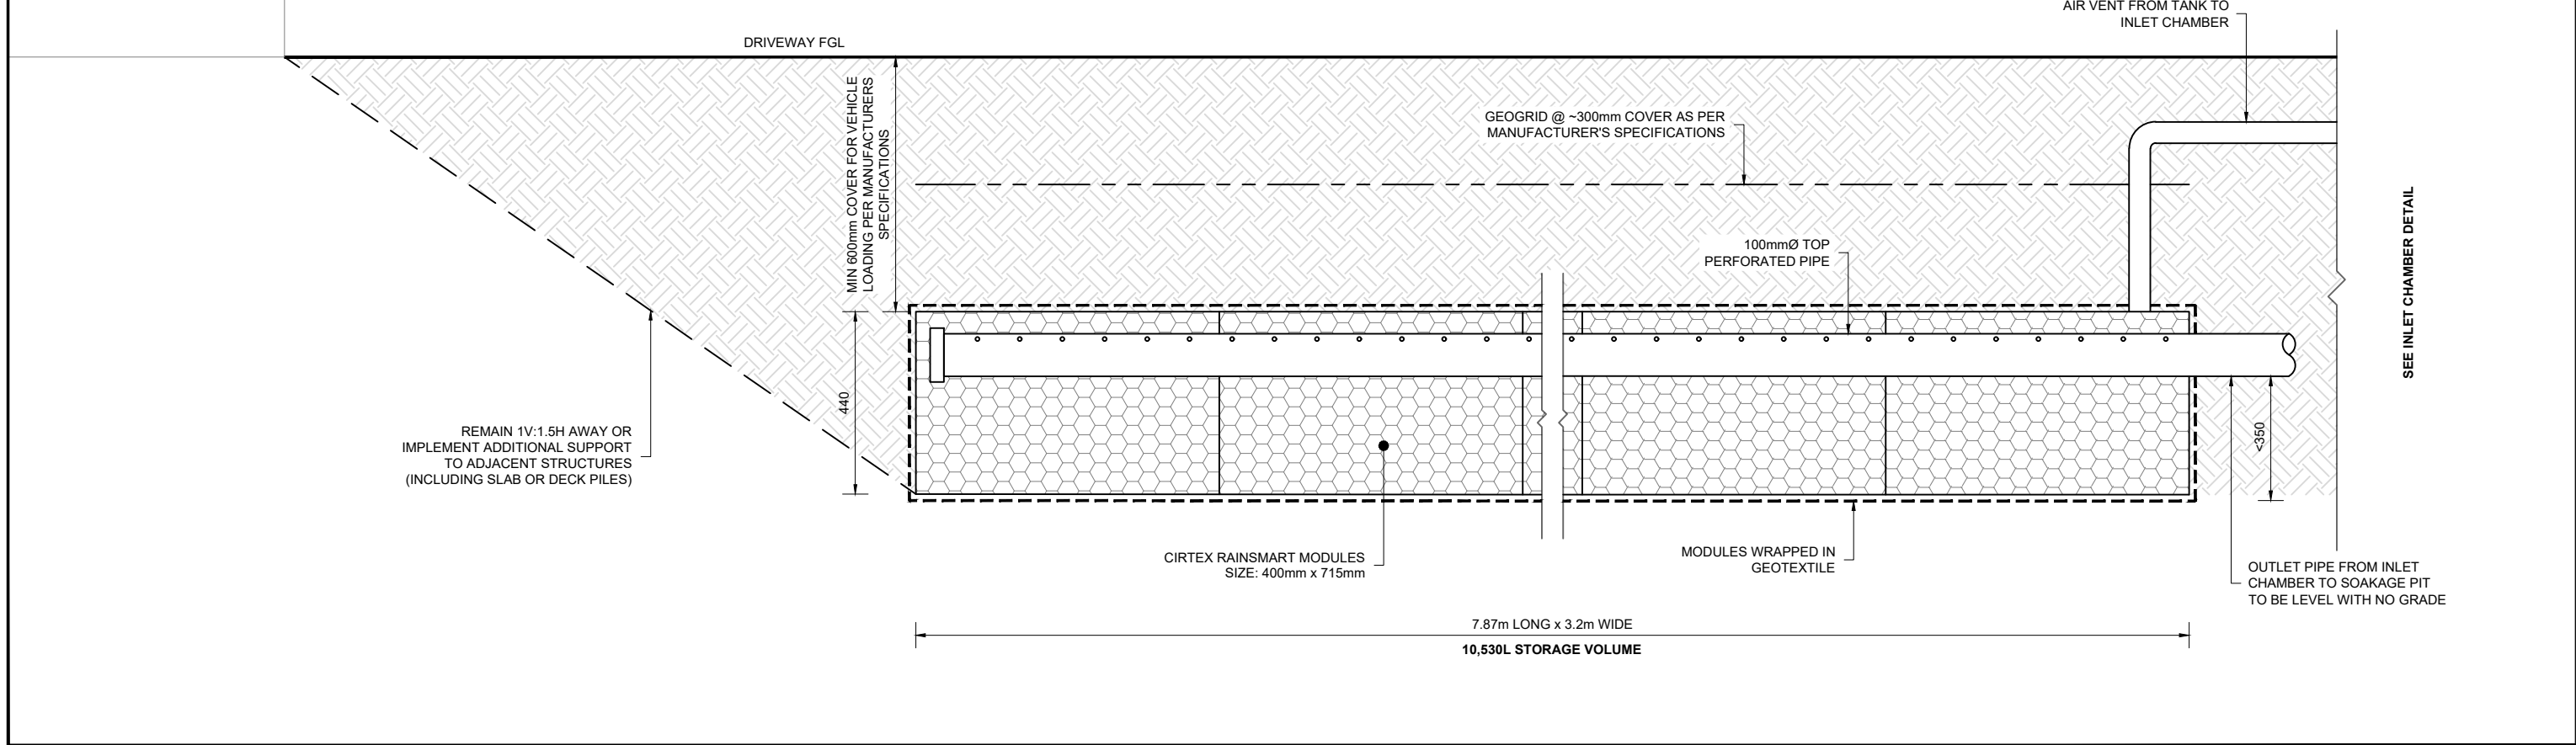 AIR VENT FROM TANK TO
INLET CHAMBER
DRIVEWAY FGL
MIN 600mm COVER FOR VEHICLE
LOADING PER MANUFACTURERS
SPECIFICATIONS
GEOGRID @ ~300mm COVER AS PER
MANUFACTURER'S SPECIFICATIONS
100mmØ TOP
PERFORATED PIPE
SEE INLET CHAMBER DETAIL
440
<350
REMAIN 1V:1.5H AWAY OR
IMPLEMENT ADDITIONAL SUPPORT
TO ADJACENT STRUCTURES
(INCLUDING SLAB OR DECK PILES)
CIRTEX RAINSMART MODULES
SIZE: 400mm x 715mm
MODULES WRAPPED IN
GEOTEXTILE
OUTLET PIPE FROM INLET
CHAMBER TO SOAKAGE PIT
TO BE LEVEL WITH NO GRADE
7.87m LONG x 3.2m WIDE
10,530L STORAGE VOLUME